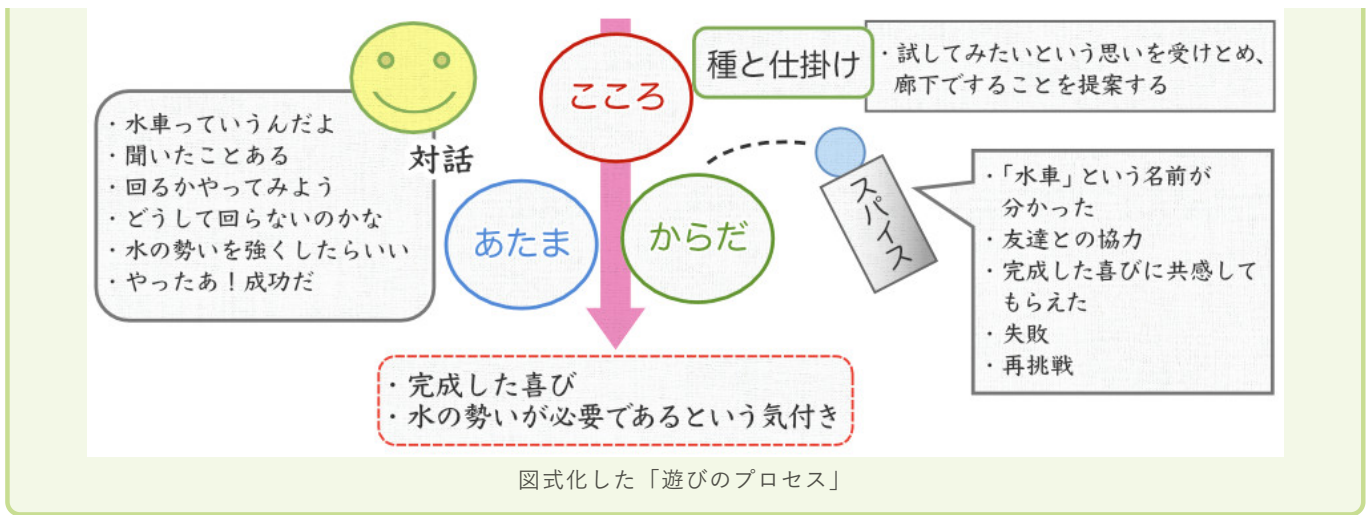 ・水車っていうんだよ
・聞いたことある
・回るかやってみよう
・どうして回らないのかな
・水の勢いを強くしたらいい
・やったあ！成功だ
対話
こころ
あたま
からだ
種と仕掛け
・試してみたいという思いを受けとめ、
廊下ですることを提案する
スパイス
・「水車」という名前が
分かった
・友達との協力
・完成した喜びに共感して
もらえた
・失敗
・再挑戦
・完成した喜び
・水の勢いが必要であるという気付き
図式化した「遊びのプロセス」